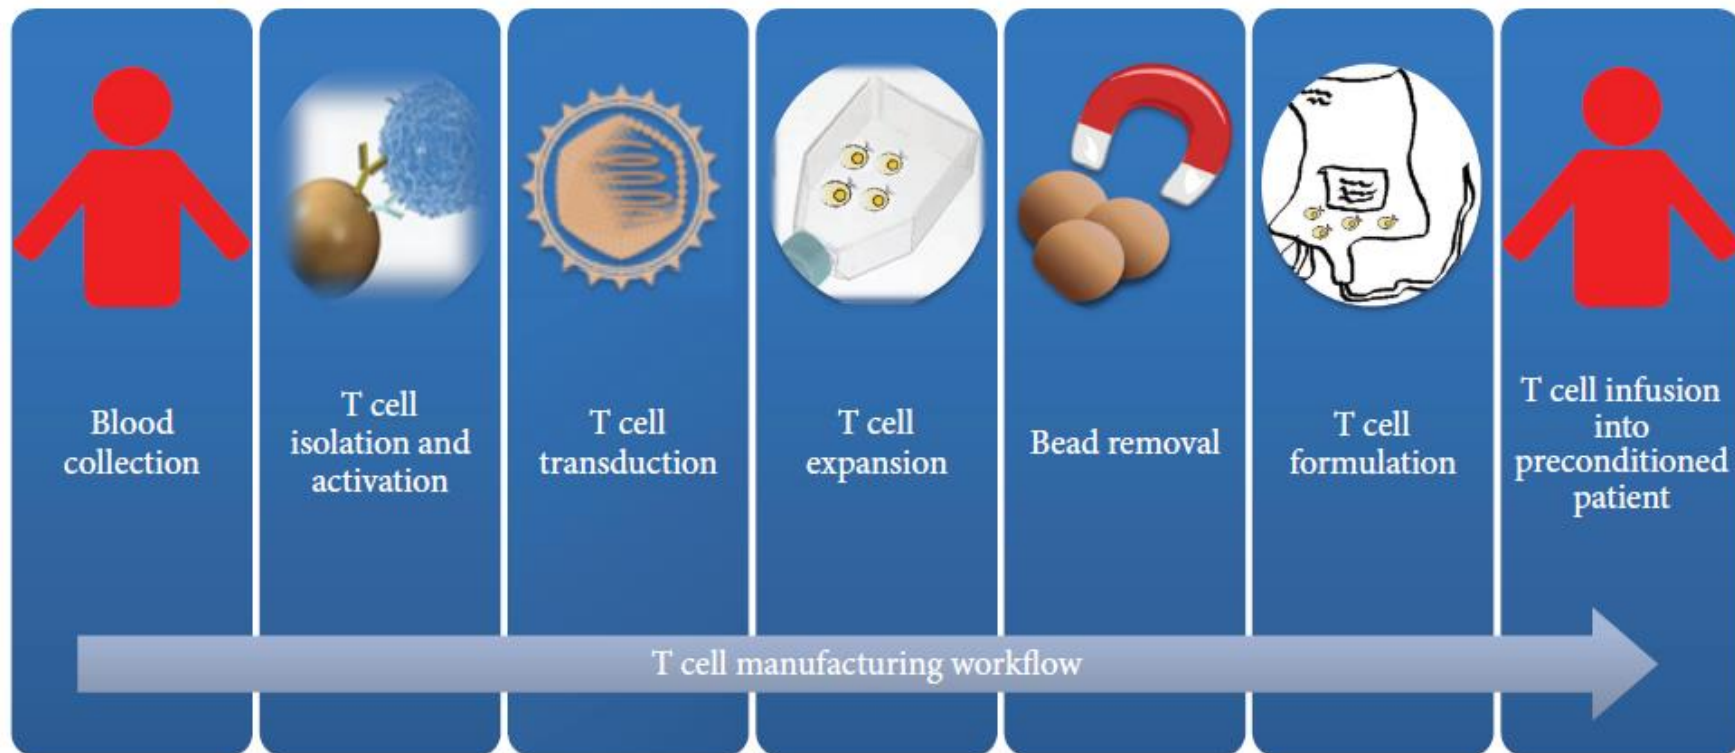 Blood
collection
T cell
isolation and
activation
T cell
transduction
T cell
expansion
Bead removal
T cell
formulation
T cell infusion
into
preconditioned
patient
T cell manufacturing workflow